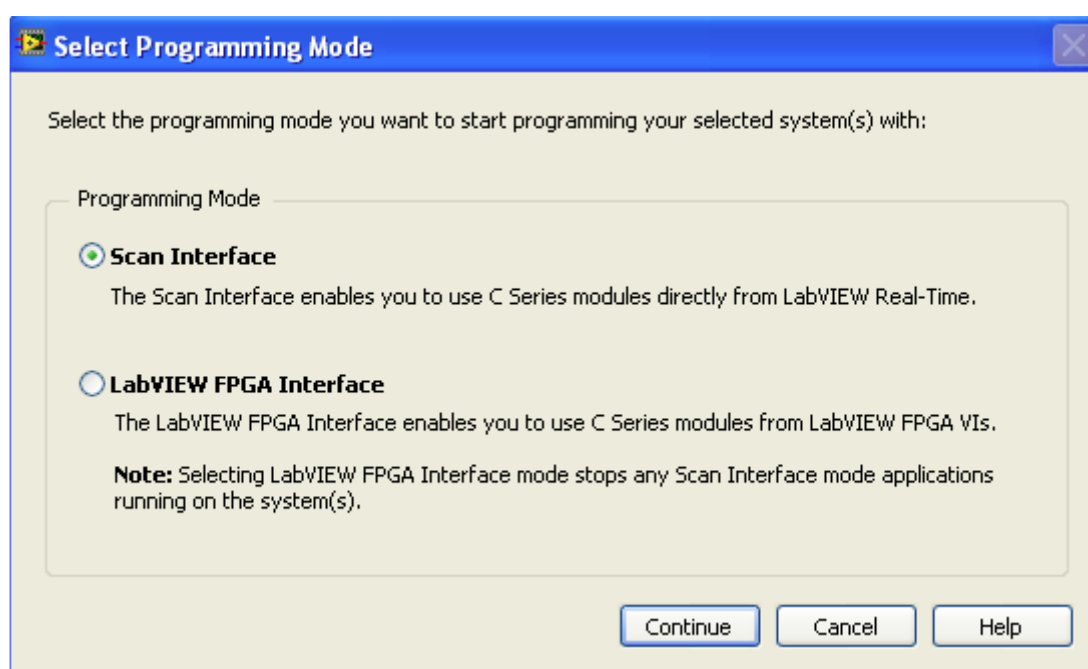 Select Programming Mode
Select the programming mode you want to start programming your selected system(s) with:
Programming Mode
Scan Interface
The Scan Interface enables you to use C Series modules directly from LabVIEW Real-Time.
LabVIEW FPGA Interface
The LabVIEW FPGA Interface enables you to use C Series modules from LabVIEW FPGA VIs.
Note: Selecting LabVIEW FPGA Interface mode stops any Scan Interface mode applications
running on the system(s).
Continue Cancel Help